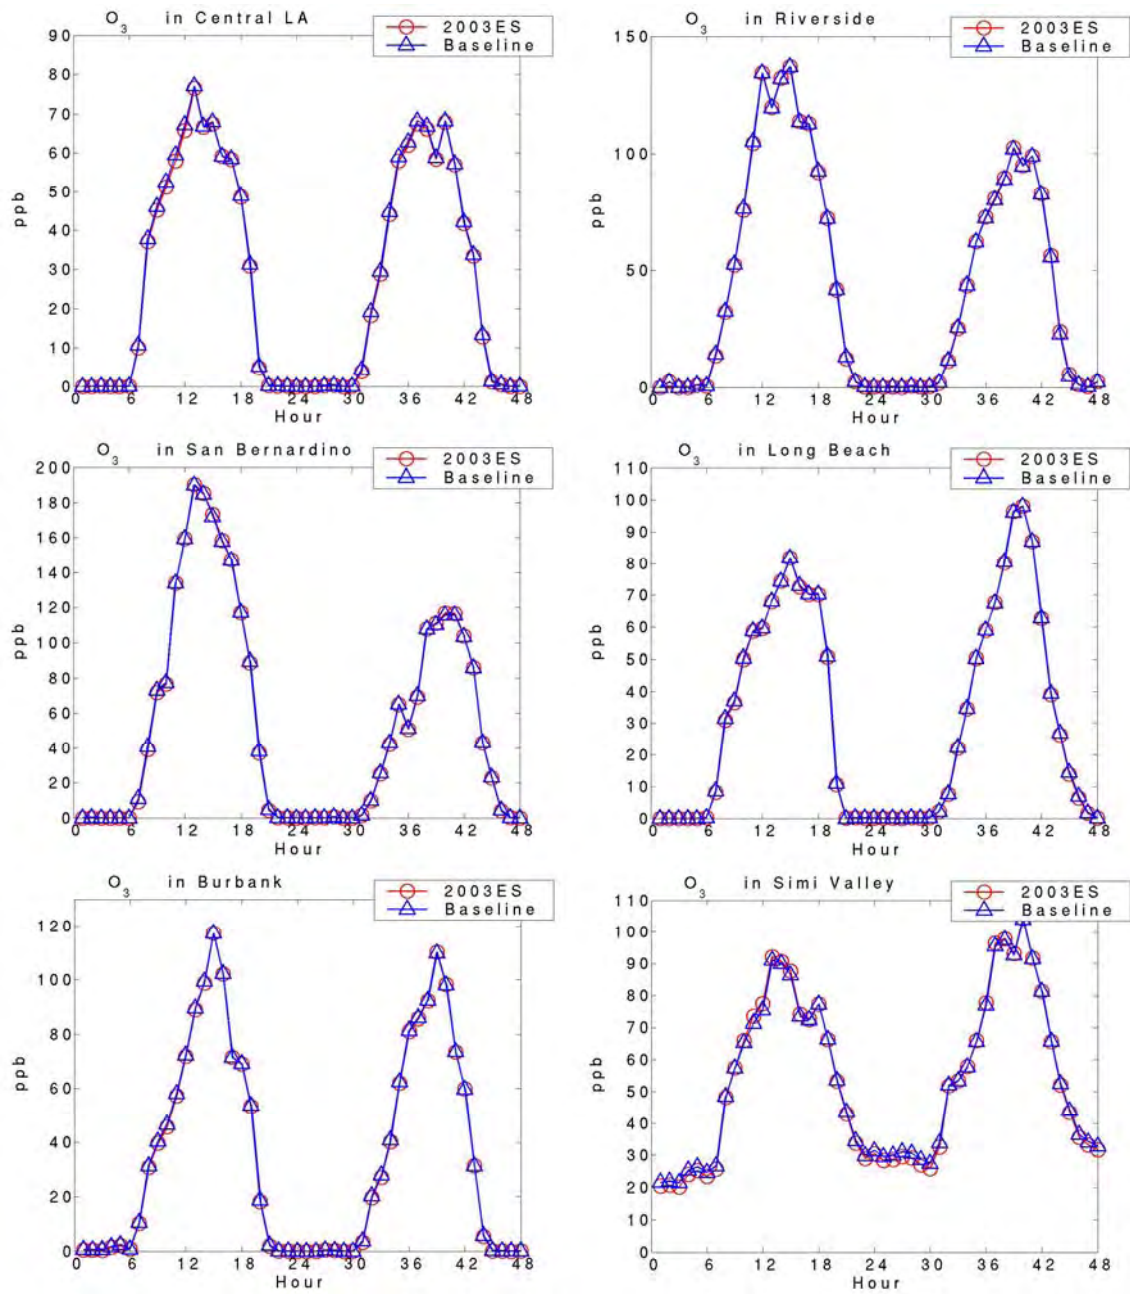 O3 in Central LA
2003ES
Baseline
90
80
70
60
50
40
30
20
10
0
ppb
0 6 12 18 24 30 36 42 48
Hour
O3 in Riverside
2003ES
Baseline
150
100
50
0
ppb
0 6 12 18 24 30 36 42 48
Hour
O3 in San Bernardino
2003ES
Baseline
200
180
160
140
120
100
80
60
40
20
0
ppb
0 6 12 18 24 30 36 42 48
Hour
O3 in Long Beach
2003ES
Baseline
110
100
90
80
70
60
50
40
30
20
10
0
ppb
0 6 12 18 24 30 36 42 48
Hour
O3 in Burbank
2003ES
Baseline
120
100
80
60
40
20
0
ppb
0 6 12 18 24 30 36 42 48
Hour
O3 in Simi Valley
2003ES
Baseline
110
100
90
80
70
60
50
40
30
20
10
0
ppb
0 6 12 18 24 30 36 42 48
Hour